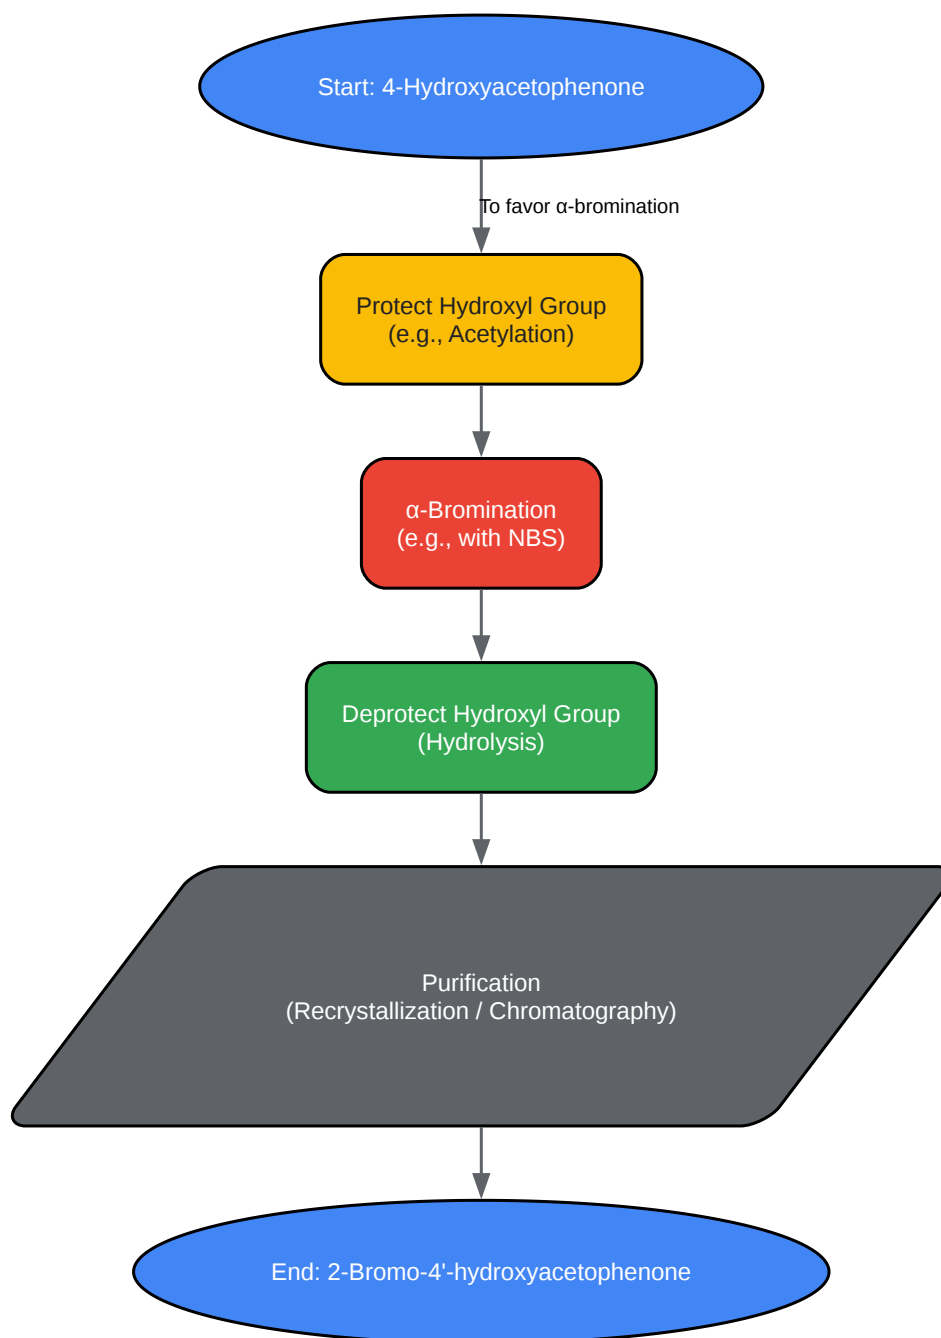 Start: 4-Hydroxyacetophenone
To favor α-bromination
Protect Hydroxyl Group
(e.g., Acetylation)
α-Bromination
(e.g., with NBS)
Deprotect Hydroxyl Group
(Hydrolysis)
Purification
(Recrystallization / Chromatography)
End: 2-Bromo-4'-hydroxyacetophenone